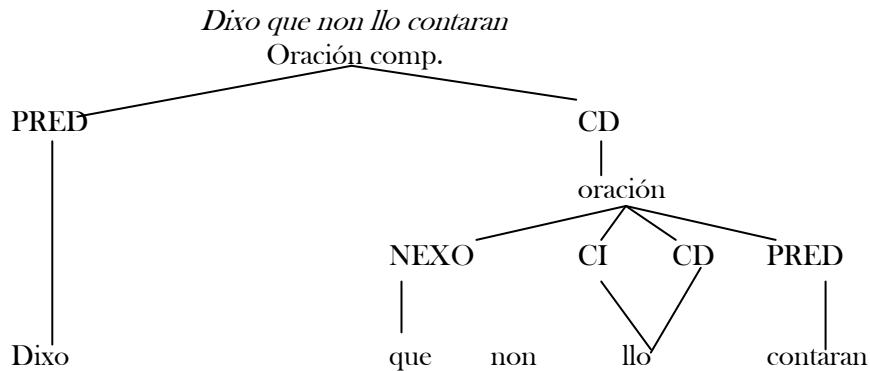 Dixo que non llo contaran
Oración comp.
PRED CD
oración
NEXO CI CD PRED
Dixo que non llo contaran